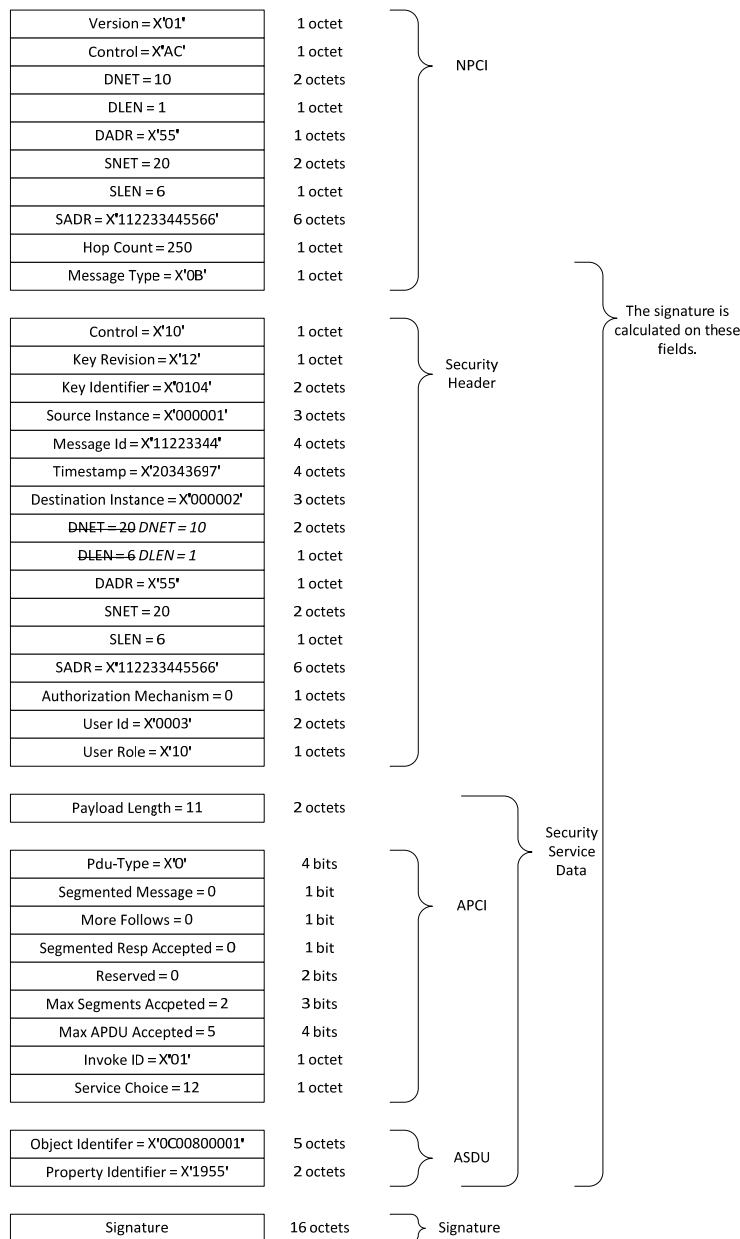 Version = X'01' 1 octet
Control = X'AC' 1 octet
DNET = 10 2 octets
NPCI
DLEN = 1 1 octet
DADR = X'55' 1 octets
SNET = 20 2 octets
SLEN = 6 1 octet
SADR = X'112233445566' 6 octets
Hop Count = 250 1 octet
Message Type = X'0B' 1 octet
The signature is
calculated on these
fields.
Control = X'10' 1 octet
Key Revision = X'12' 1 octet
Security
Header
Key Identifier = X'0104' 2 octets
Source Instance = X'000001' 3 octets
Message Id = X'11223344' 4 octets
Timestamp = X'20343697' 4 octets
Destination Instance = X'000002' 3 octets
DNET = 20 DNET = 10 2 octets
DLEN = 6 DLEN = 1 1 octet
DADR = X'55' 1 octet
SNET = 20 2 octets
SLEN = 6 1 octet
SADR = X'112233445566' 6 octets
Authorization Mechanism = 0 1 octets
User Id = X'0003' 2 octets
User Role = X'10' 1 octets
Payload Length = 11 2 octets
Security
Service
Data
Pdu-Type = X'0' 4 bits
Segmented Message = 0 1 bit
APCI
More Follows = 0 1 bit
Segmented Resp Accepted = 0 1 bit
Reserved = 0 2 bits
Max Segments Accpeted = 2 3 bits
Max APDU Accepted = 5 4 bits
Invoke ID = X'01' 1 octet
Service Choice = 12 1 octet
Object Identifer = X'0C00800001' 5 octets
ASDU
Property Identifier = X'1955' 2 octets
Signature 16 octets Signature